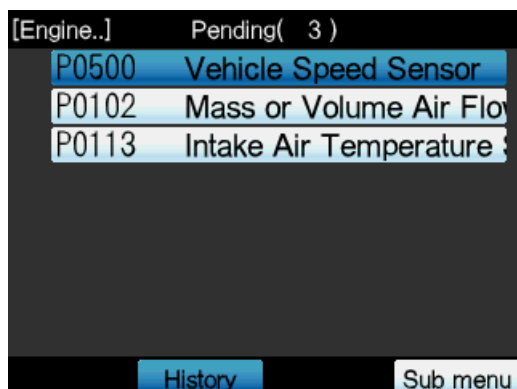 [Engine..] Pending( 3 )
P0500 Vehicle Speed Sensor
P0102 Mass or Volume Air Flo
P0113 Intake Air Temperature
History Sub menu